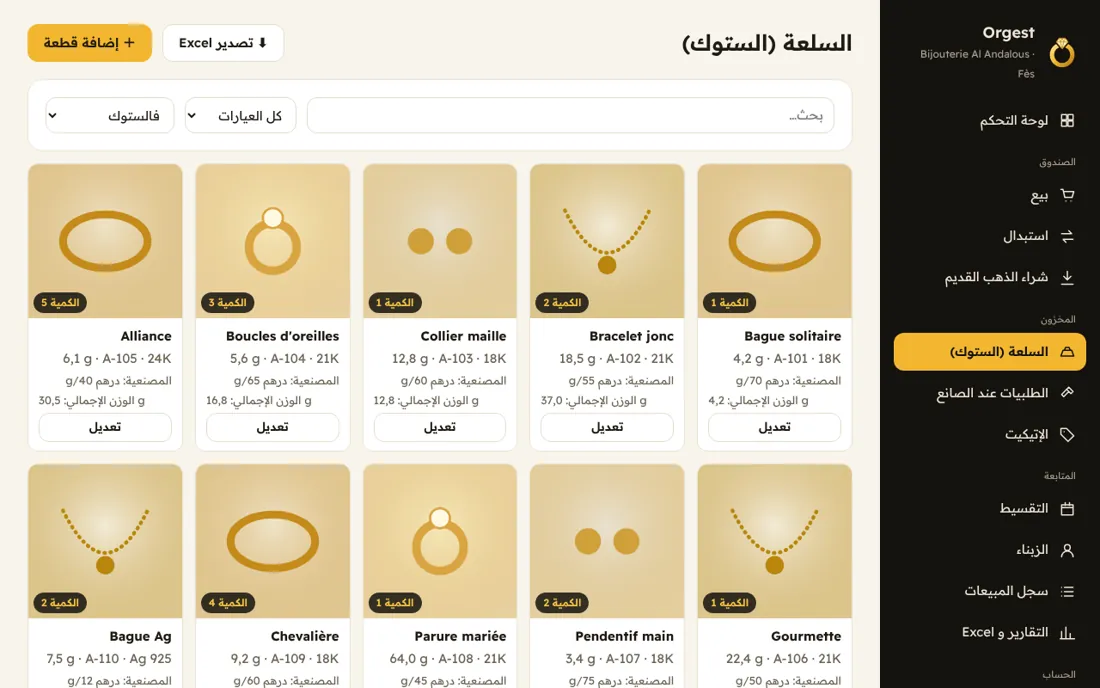 Orgest
Bijouterie Al Andalous ·
Fès
لوحة التحكم
الصندوق
بيع
استبدال
شراء الذهب القديم
المخزون
السلعة (الستوك)
الطلبيات عند الصانع
الإتيكيت
المتابعة
التقسيط
الزبناء
سجل المبيعات
التقارير و Excel
الحساب
السلعة (الستوك)
⬇ تصدير Excel
+ إضافة قطعة
بحث...
كل العيارات
فالستوك
الكمية 1
الكمية 2
الكمية 1
الكمية 3
الكمية 5
Bague solitaire
4,2 g · A-101 · 18K
المصنعية: درهم 70/g
g الوزن الإجمالي: 4,2
تعديل
Bracelet jonc
18,5 g · A-102 · 21K
المصنعية: درهم 55/g
g الوزن الإجمالي: 37,0
تعديل
Collier maille
12,8 g · A-103 · 18K
المصنعية: درهم 60/g
g الوزن الإجمالي: 12,8
تعديل
Boucles d'oreilles
5,6 g · A-104 · 21K
المصنعية: درهم 65/g
g الوزن الإجمالي: 16,8
تعديل
Alliance
6,1 g · A-105 · 24K
المصنعية: درهم 40/g
g الوزن الإجمالي: 30,5
تعديل
الكمية 1
الكمية 2
الكمية 1
الكمية 4
الكمية 2
Gourmette
22,4 g · A-106 · 21K
المصنعية: درهم 50/g
Pendentif main
3,4 g · A-107 · 18K
المصنعية: درهم 75/g
Parure mariée
64,0 g · A-108 · 21K
المصنعية: درهم 45/g
Chevalière
9,2 g · A-109 · 18K
المصنعية: درهم 60/g
Bague Ag
7,5 g · A-110 · Ag 925
المصنعية: درهم 12/g